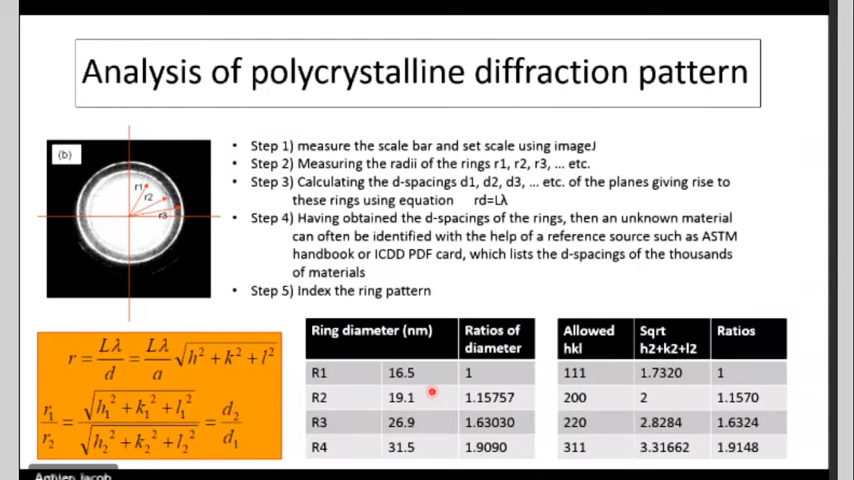 Analysis of polycrystalline diffraction pattern
(b)
r1
r2
r3
• Step 1) measure the scale bar and set scale using imageJ
• Step 2) Measuring the radii of the rings r1, r2, r3, ... etc.
• Step 3) Calculating the d-spacings d1, d2, d3, ... etc. of the planes giving rise to
these rings using equation rd=Lλ
• Step 4) Having obtained the d-spacings of the rings, then an unknown material
can often be identified with the help of a reference source such as ASTM
handbook or ICDD PDF card, which lists the d-spacings of the thousands
of materials
• Step 5) Index the ring pattern
r = Lλ/d = Lλ/a √h² + k² + l²
r₁/r₂ = √h₁² + k₁² + l₁² / √h₂² + k₂² + l₂² = d₂/d₁
Ring diameter (nm) Ratios of diameter
R1 16.5 1
R2 19.1 1.15757
R3 26.9 1.63030
R4 31.5 1.9090
Allowed hkl Sqrt h2+k2+l2 Ratios
111 1.7320 1
200 2 1.1570
220 2.8284 1.6324
311 3.31662 1.9148